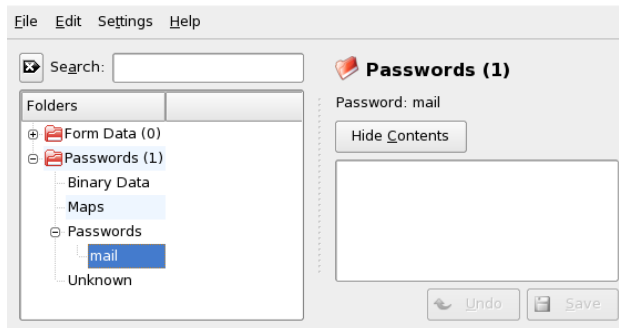 File Edit Settings Help
Search:
Passwords (1)
Folders
Password: mail
Form Data (0)
Hide Contents
Passwords (1)
Binary Data
Maps
Passwords
mail
Unknown
Undo Save